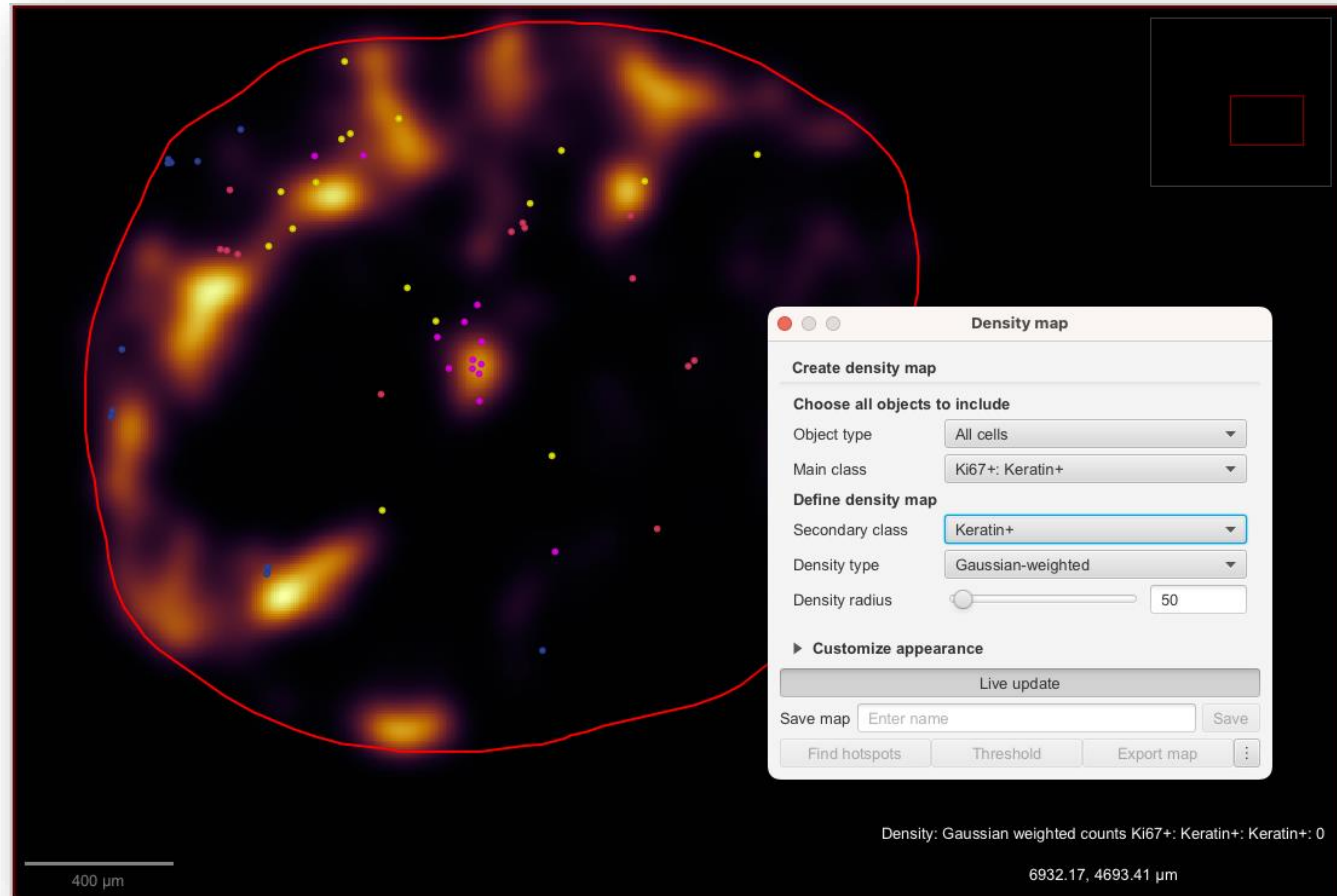 Density map
Create density map
Choose all objects to include
Object type All cells
Main class Ki67+: Keratin+
Define density map
Secondary class Keratin+
Density type Gaussian-weighted
Density radius 50
Customize appearance
Live update
Save map Enter name Save
Find hotspots Threshold Export map
Density: Gaussian weighted counts Ki67+: Keratin+: Keratin+: 0
6932.17, 4693.41 µm
400 µm